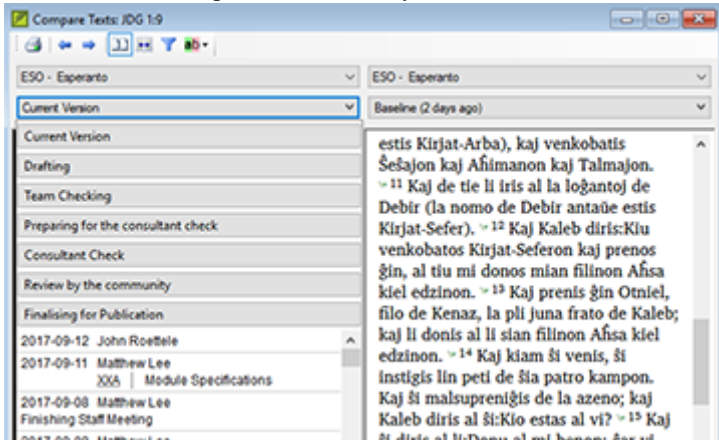 Compare Texts: JDG 1:9
ESO - Esperanto
ESO - Esperanto
Current Version
Baseline (2 days ago)
Current Version
Drafting
Team Checking
Preparing for the consultant check
Consultant Check
Review by the community
Finalising for Publication
2017-09-12 John Roettele
2017-09-11 Matthew Lee
XXA | Module Specifications
2017-09-08 Matthew Lee
Finishing Staff Meeting
estis Kirjat-Arba), kaj venkobatis
Ŝeŝajon kaj Aĥimanon kaj Talmajon.
11 Kaj de tie li iris al la loĝantoj de
Debir (la nomo de Debir antaŭe estis
Kirjat-Sefer). 12 Kaj Kaleb diris:Kiu
venkobatos Kirjat-Seferon kaj prenos
ĝin, al tiu mi donos mian filinon Aĥsa
kiel edzinon. 13 Kaj prenis ĝin Otniel,
filo de Kenaz, la pli juna frato de Kaleb;
kaj li donis al li sian filinon Aĥsa kiel
edzinon. 14 Kaj kiam ŝi venis, ŝi
instigis lin peti de ŝia patro kampon.
Kaj ŝi malsupreniĝis de la azeno; kaj
Kaleb diris al ŝi:Kio estas al vi? 15 Kaj